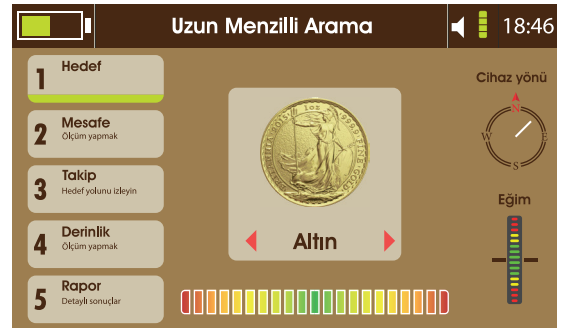 Uzun Menzilli Arama
18:46
1 Hedef
2 Mesafe
Ölçüm yapmak
3 Takip
Hedef yolunu izleyin
4 Derinlik
Ölçüm yapmak
5 Rapor
Detaylı sonuçlar
Altın
Cihaz yönü
N
W
E
S
Eğim